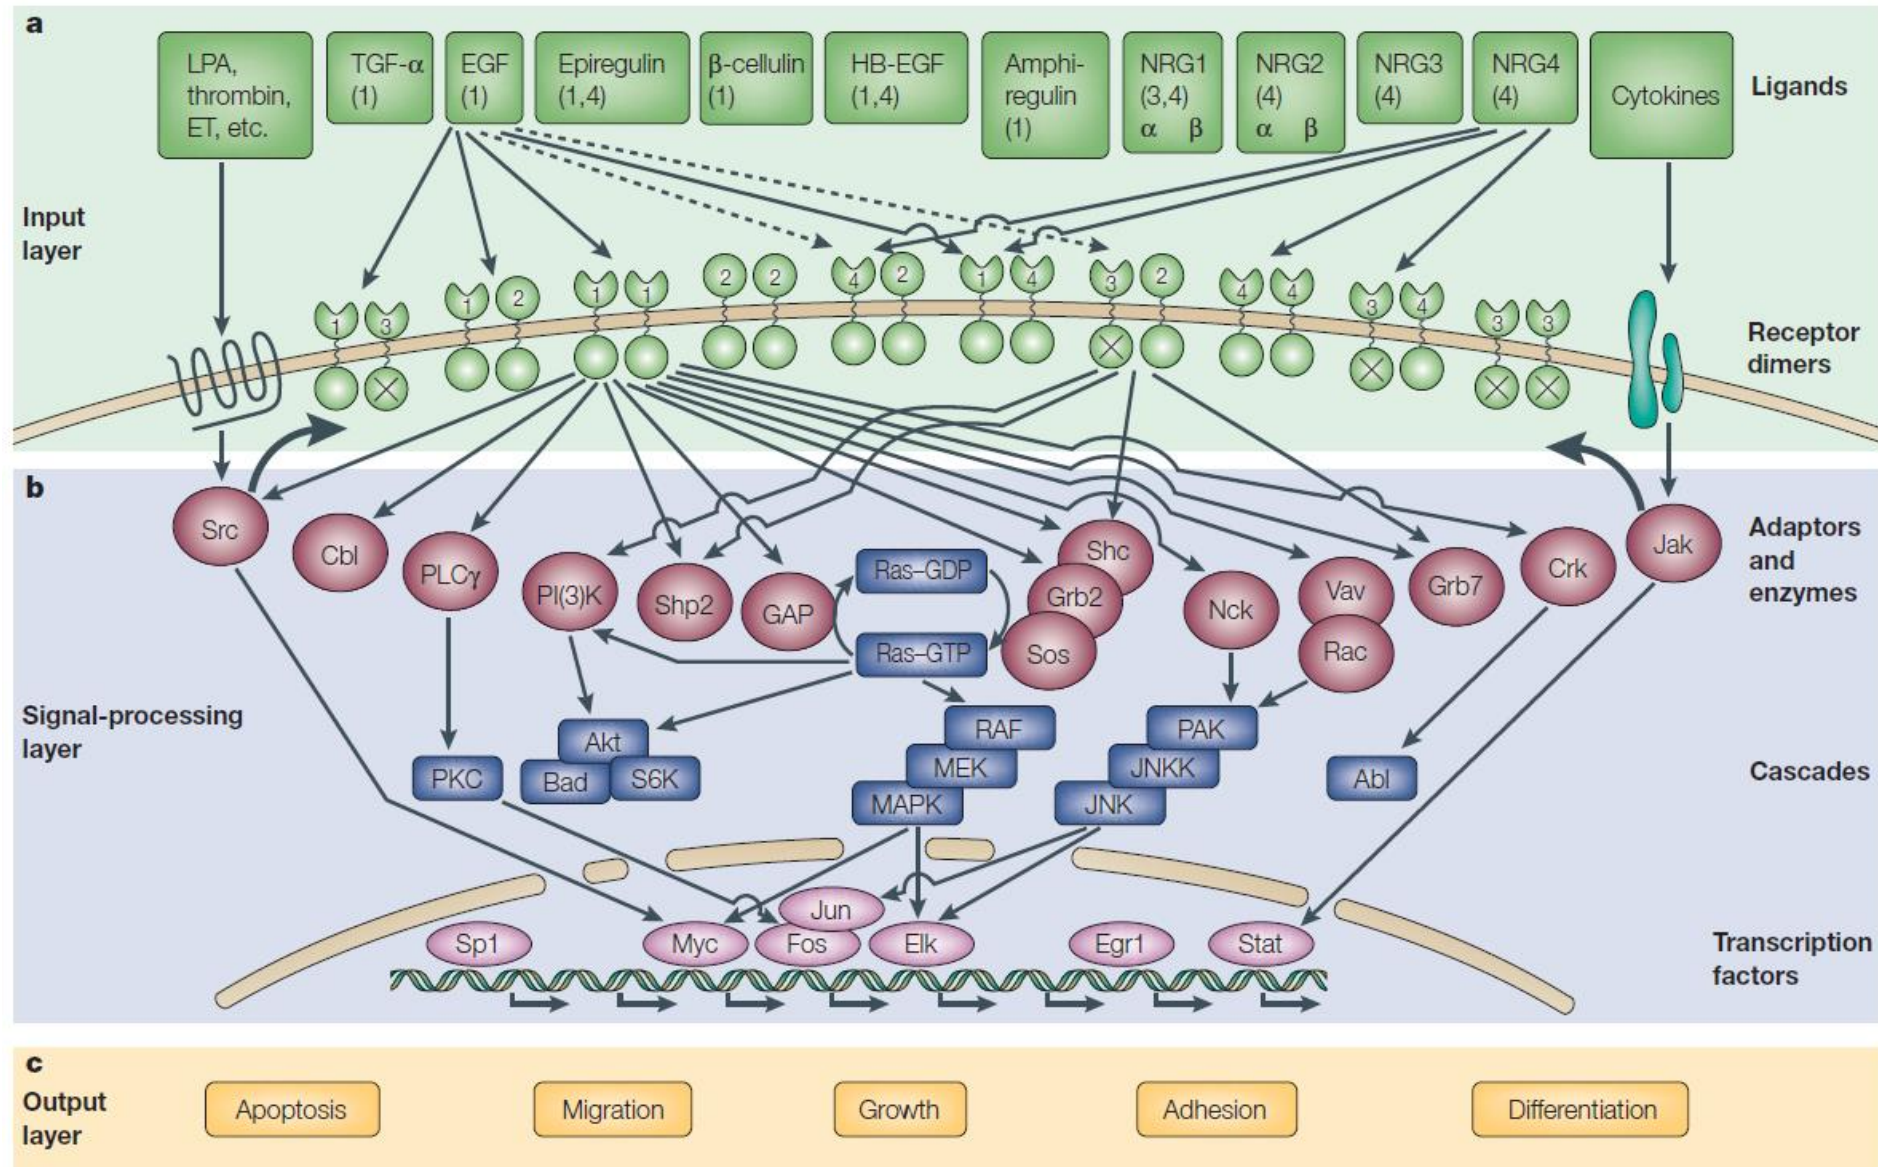 a
LPA,
thrombin,
ET, etc.
TGF-α
(1)
EGF
(1)
Epiregulin
(1,4)
β-cellulin
(1)
HB-EGF
(1,4)
Amphi-
regulin
(1)
NRG1
(3,4)
α β
NRG2
(4)
α β
NRG3
(4)
NRG4
(4)
Cytokines
Ligands
Input
layer
1 3
1 2
1 1
2 2
4 2
1 4
3 2
4 4
3 4
3 3
Receptor
dimers
b
Src
Cbl
PLCγ
PI(3)K
Shp2
GAP
Ras–GDP
Ras–GTP
Shc
Grb2
Sos
Nck
Vav
Rac
Grb7
Crk
Jak
Adaptors
and
enzymes
Signal-processing
layer
PKC
Akt
Bad
S6K
RAF
MEK
MAPK
PAK
JNKK
JNK
Abl
Cascades
Sp1
Myc
Jun
Fos
Elk
Egr1
Stat
Transcription
factors
c
Output
layer
Apoptosis
Migration
Growth
Adhesion
Differentiation